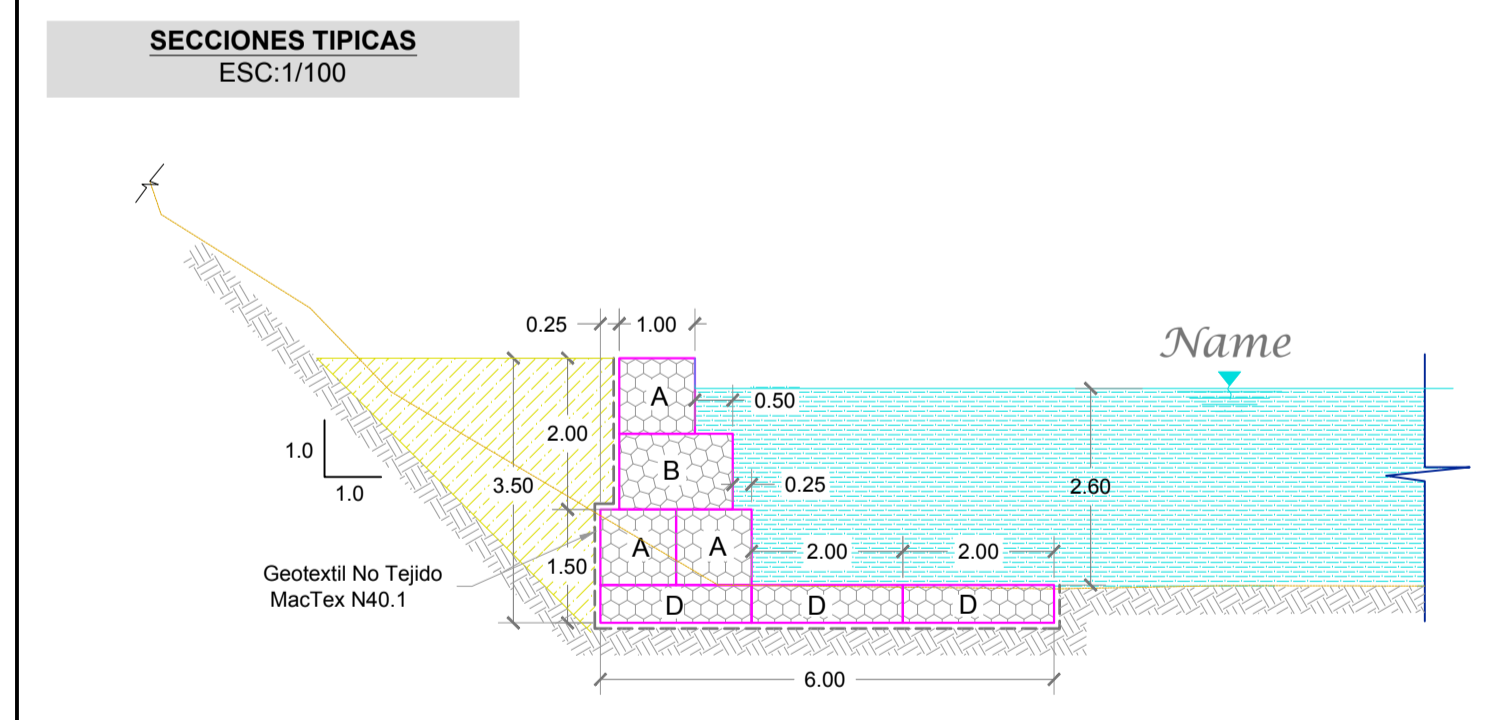 SECCIONES TIPICAS
ESC:1/100
0.25
1.00
Name
A
0.50
2.00
1.0
B
3.50
0.25
2.60
1.0
A
A
2.00
2.00
1.50
Geotextil No Tejido
MacTex N40.1
D
D
D
6.00